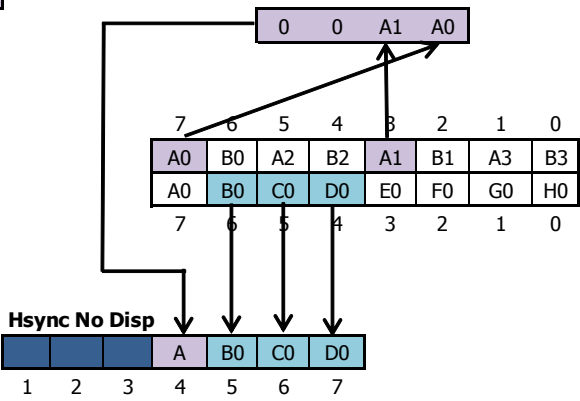 0 0 A1 A0
7 6 5 4 3 2 1 0
A0 B0 A2 B2 A1 B1 A3 B3
A0 B0 C0 D0 E0 F0 G0 H0
7 6 5 4 3 2 1 0
Hsync No Disp
A B0 C0 D0
1 2 3 4 5 6 7